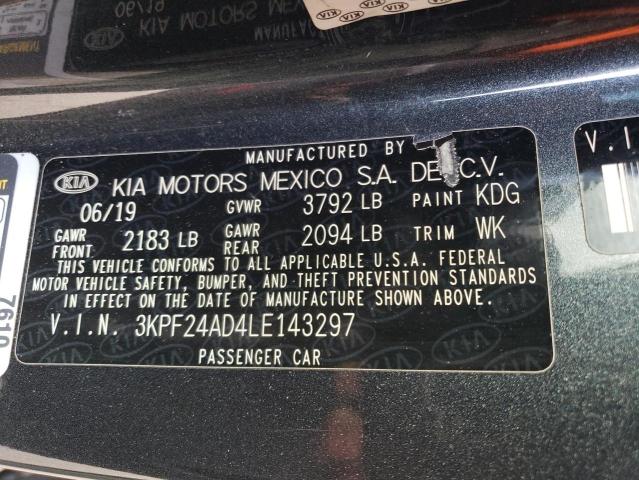 MANUFACTURED BY
KIA KIA MOTORS MEXICO S.A. DE C.V.
06/19 GVWR 3792 LB PAINT KDG
GAWR FRONT 2183 LB GAWR REAR 2094 LB TRIM WK
THIS VEHICLE CONFORMS TO ALL APPLICABLE U.S.A. FEDERAL
MOTOR VEHICLE SAFETY, BUMPER, AND THEFT PREVENTION STANDARDS
IN EFFECT ON THE DATE OF MANUFACTURE SHOWN ABOVE.
V.I.N. 3KPF24AD4LE143297
PASSENGER CAR
7610
V.I